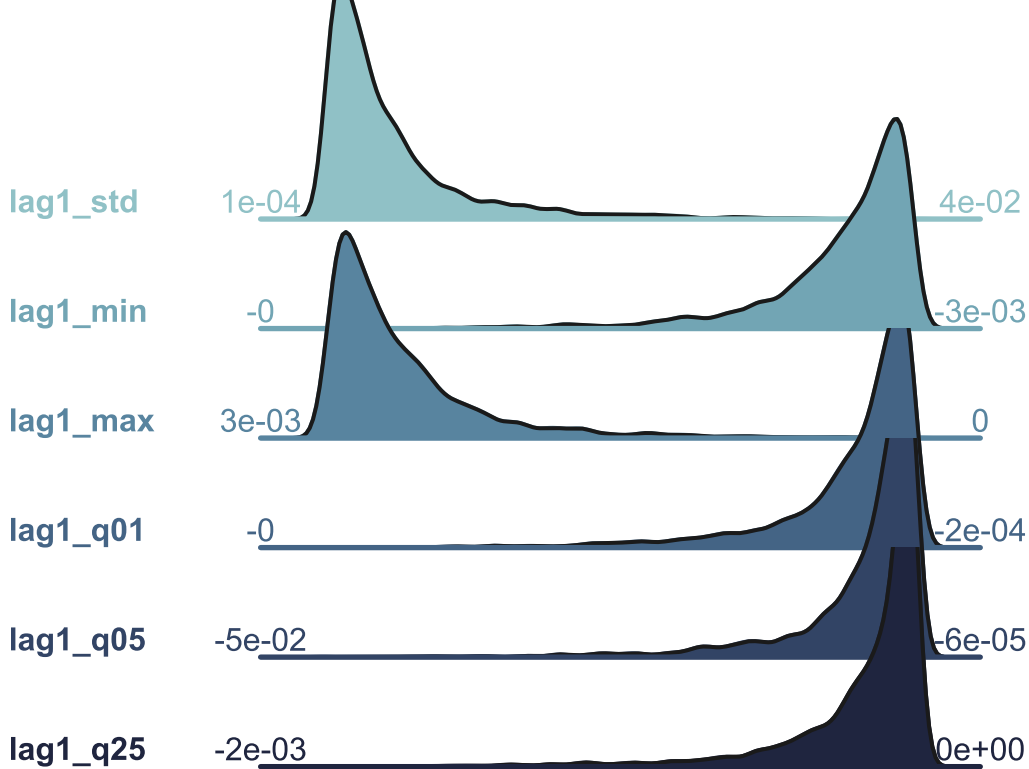 lag1_std 1e-04 4e-02
lag1_min -0 -3e-03
lag1_max 3e-03 0
lag1_q01 -0 -2e-04
lag1_q05 -5e-02 -6e-05
lag1_q25 -2e-03 0e+00